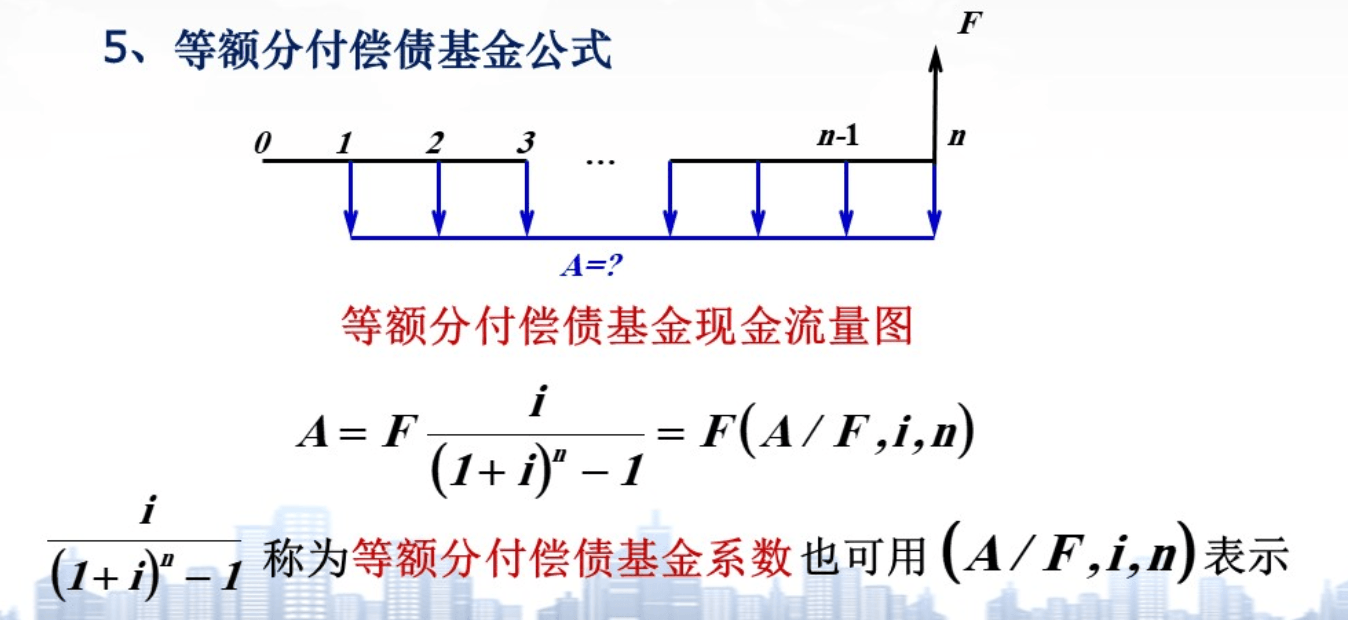 5、等额分付偿债基金公式
F
0 1 2 3 … n-1 n
A=?
等额分付偿债基金现金流量图
A = F i / ((1+i)^n − 1) = F(A/F,i,n)
i / ((1+i)^n − 1) 称为等额分付偿债基金系数也可用(A/F,i,n)表示